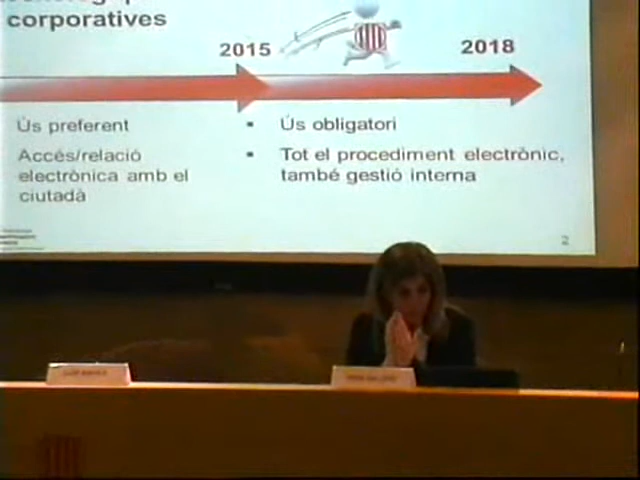 corporatives
2015
2018
Ús preferent
▪ Ús obligatori
Accés/relació
electrònica amb el
ciutadà
▪ Tot el procediment electrònic,
també gestió interna
2